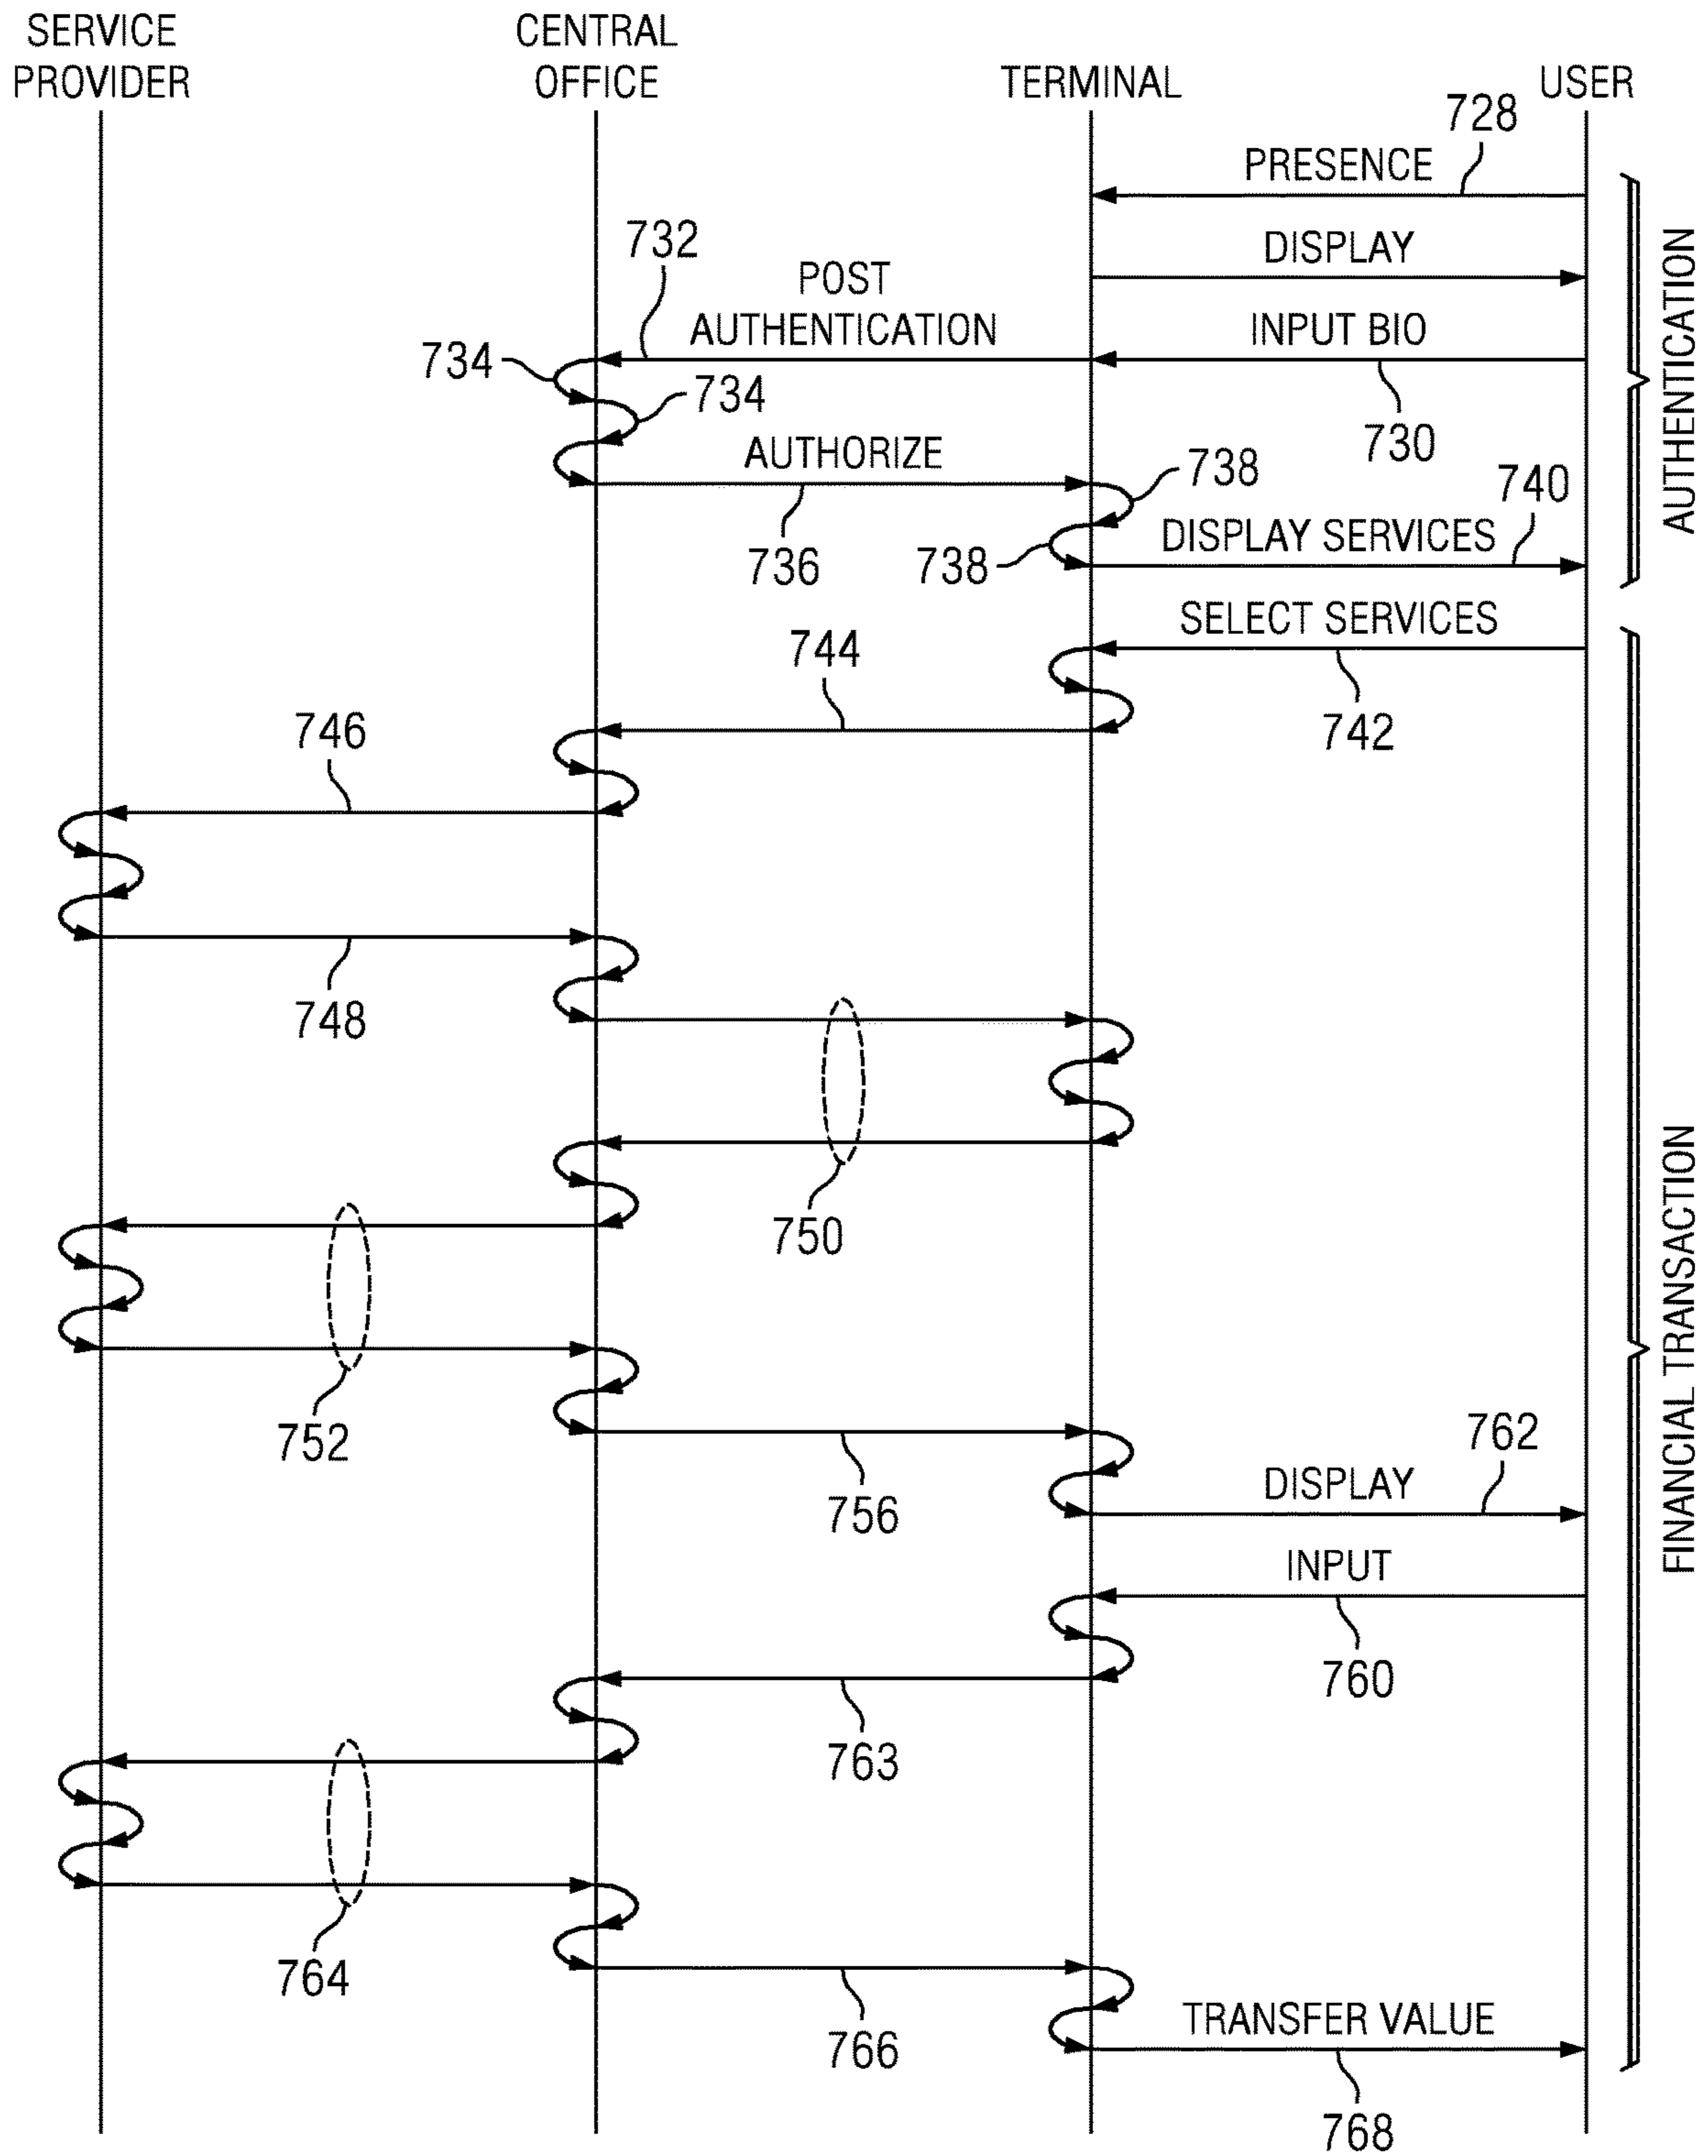 SERVICE
PROVIDER
CENTRAL
OFFICE
TERMINAL
USER
728
PRESENCE
DISPLAY
732
POST
AUTHENTICATION
INPUT BIO
734
734
730
AUTHORIZE
738
740
736
738
DISPLAY SERVICES
AUTHENTICATION
SELECT SERVICES
744
742
746
748
750
752
762
756
DISPLAY
INPUT
760
763
764
766
TRANSFER VALUE
768
FINANCIAL TRANSACTION